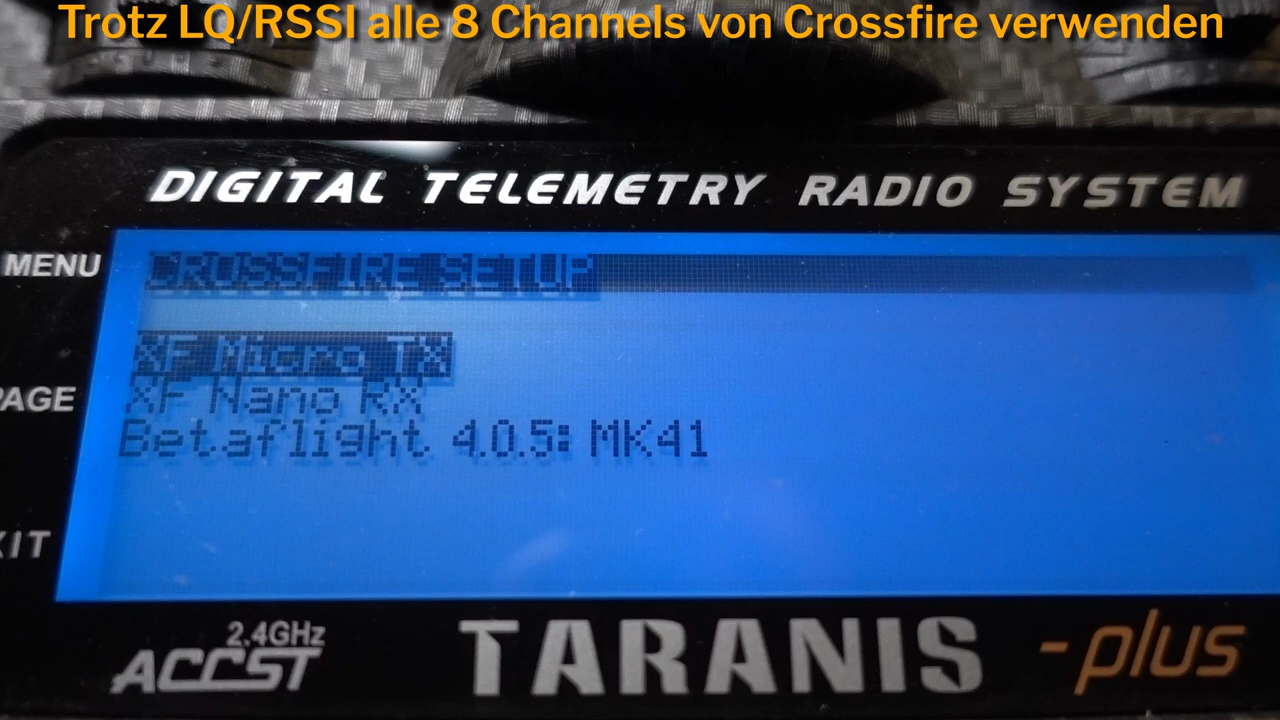 Trotz LQ/RSSI alle 8 Channels von Crossfire verwenden
DIGITAL TELEMETRY RADIO SYSTEM
MENU
CROSSFIRE SETUP
XF Micro TX
PAGE
XF Nano RX
Betaflight 4.0.5: MK41
XIT
2.4GHz
ACCST
TARANIS -plus